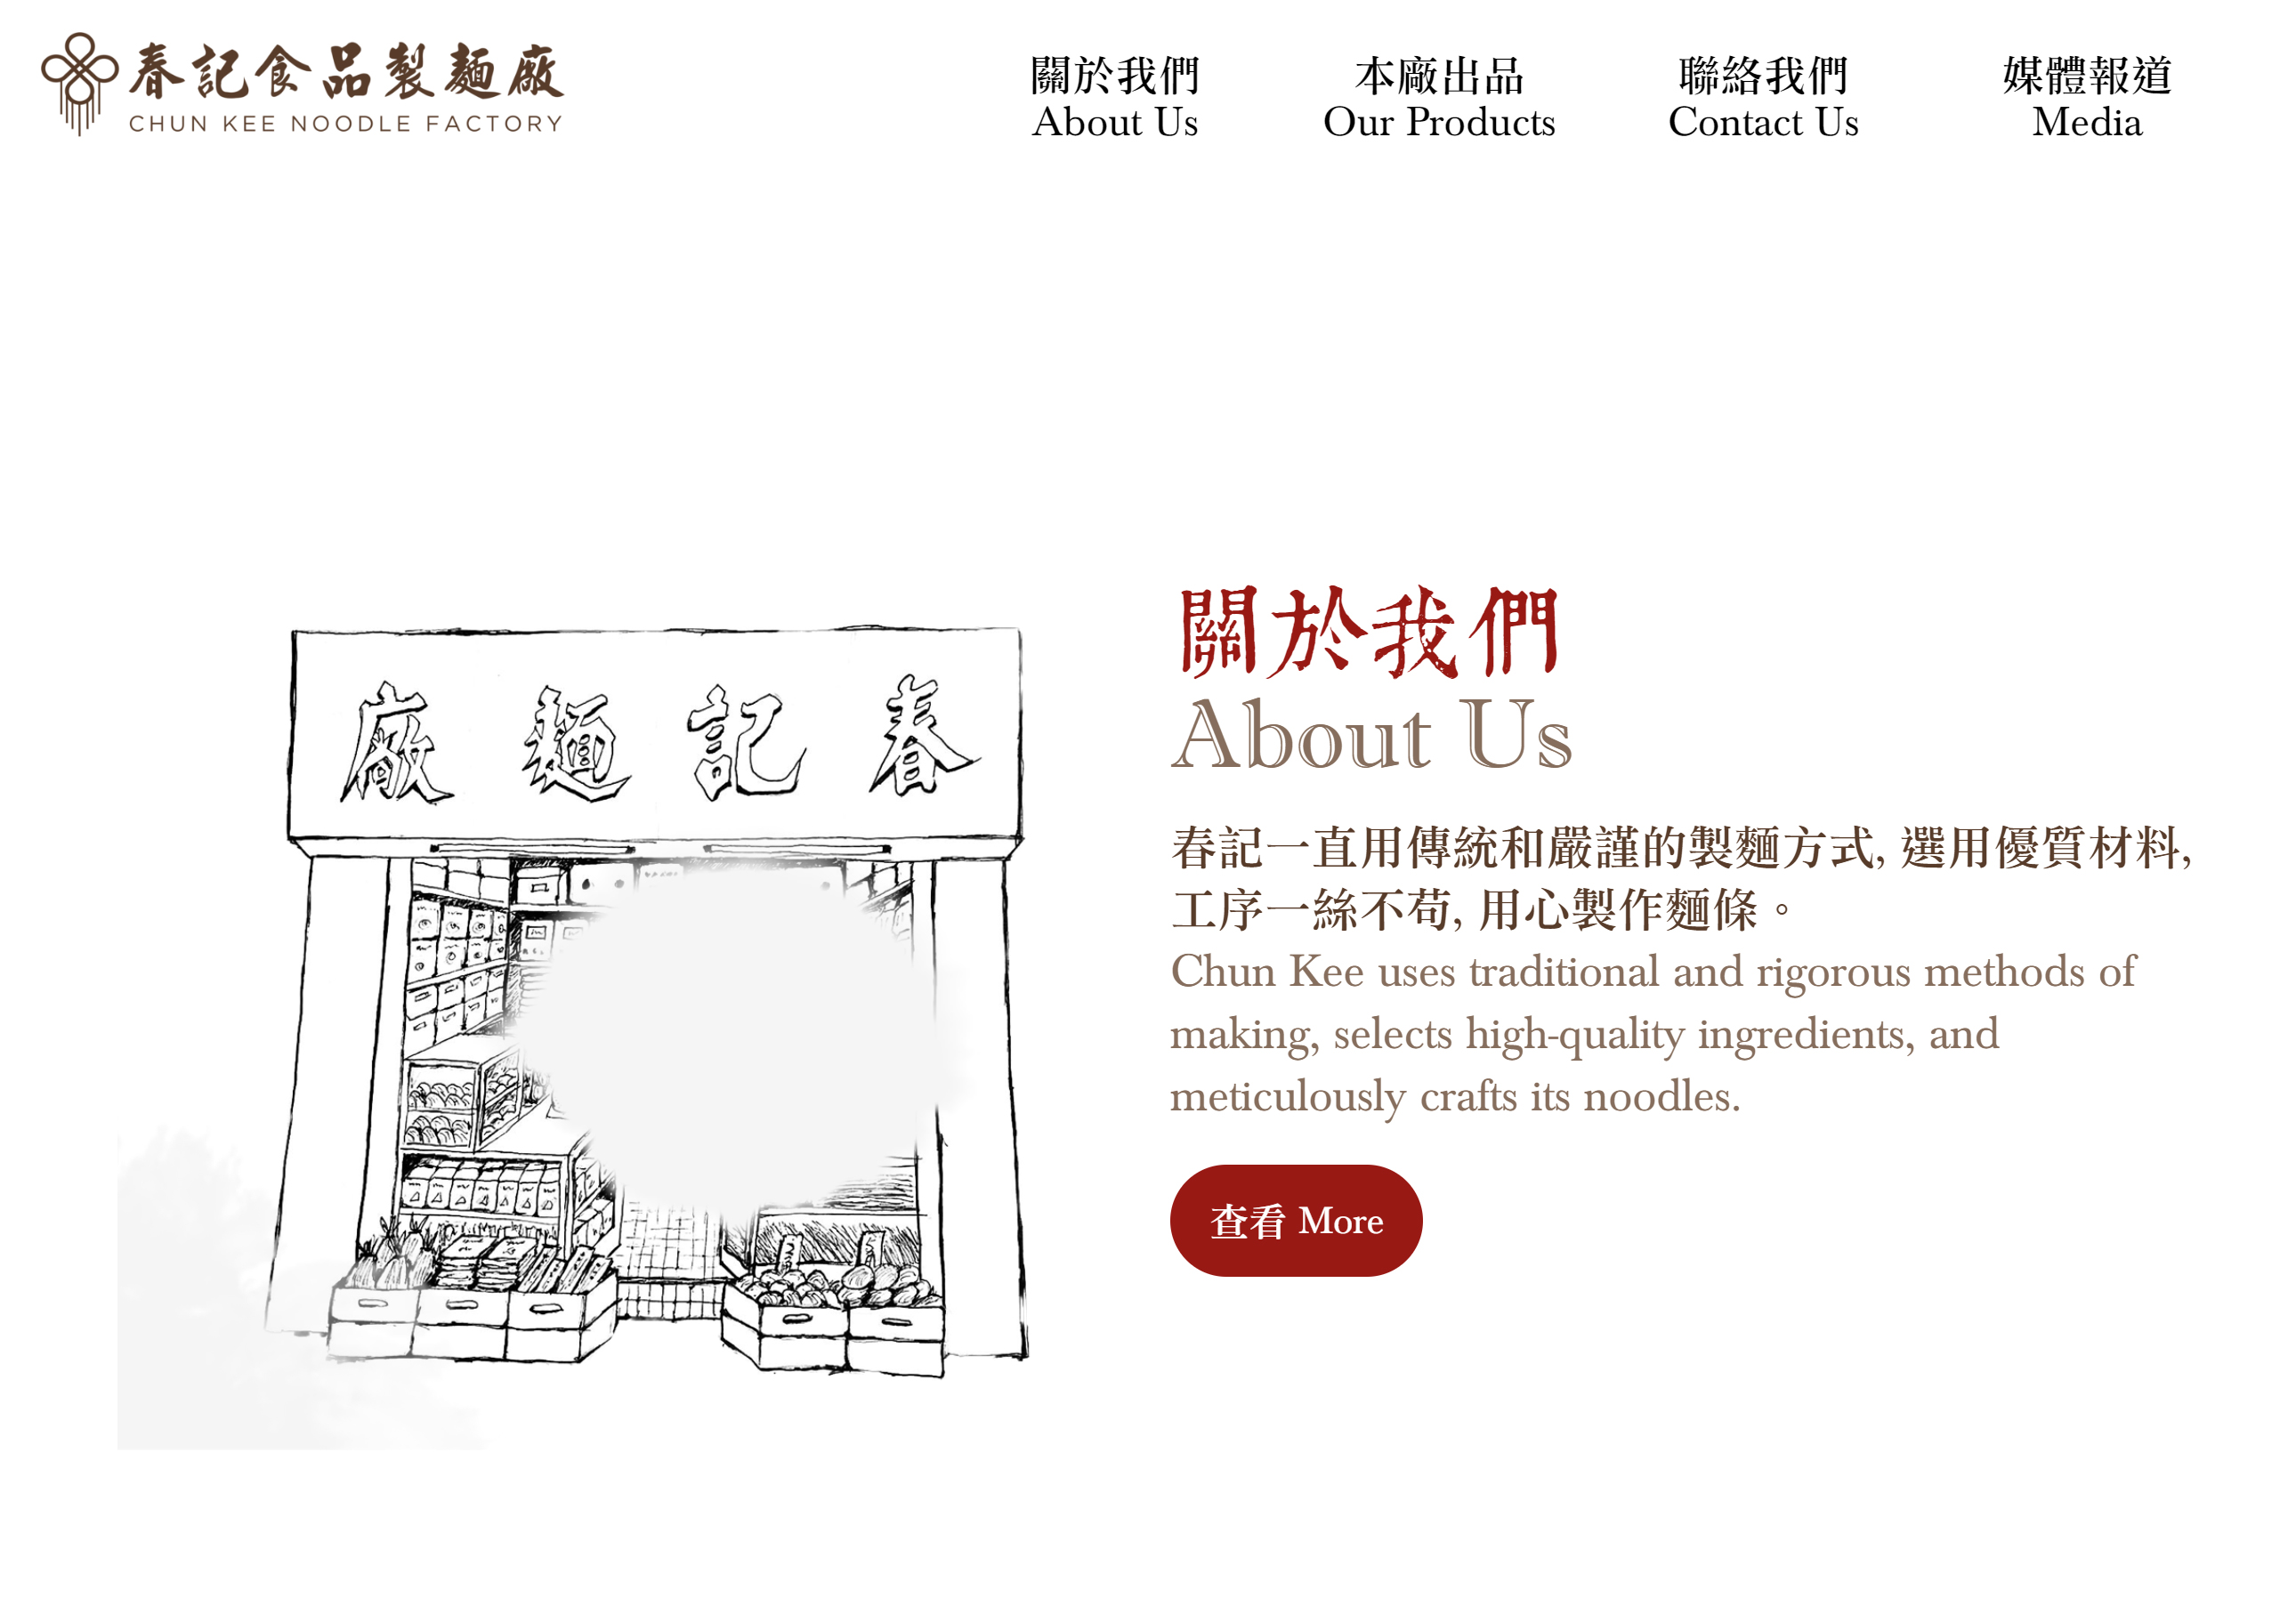 春記食品製麵廠
CHUN KEE NOODLE FACTORY
關於我們
About Us
本廠出品
Our Products
聯絡我們
Contact Us
媒體報道
Media
廠麵記春
關於我們
About Us
春記一直用傳統和嚴謹的製麵方式, 選用優質材料,
工序一絲不苟, 用心製作麵條。
Chun Kee uses traditional and rigorous methods of
making, selects high-quality ingredients, and
meticulously crafts its noodles.
查看 More